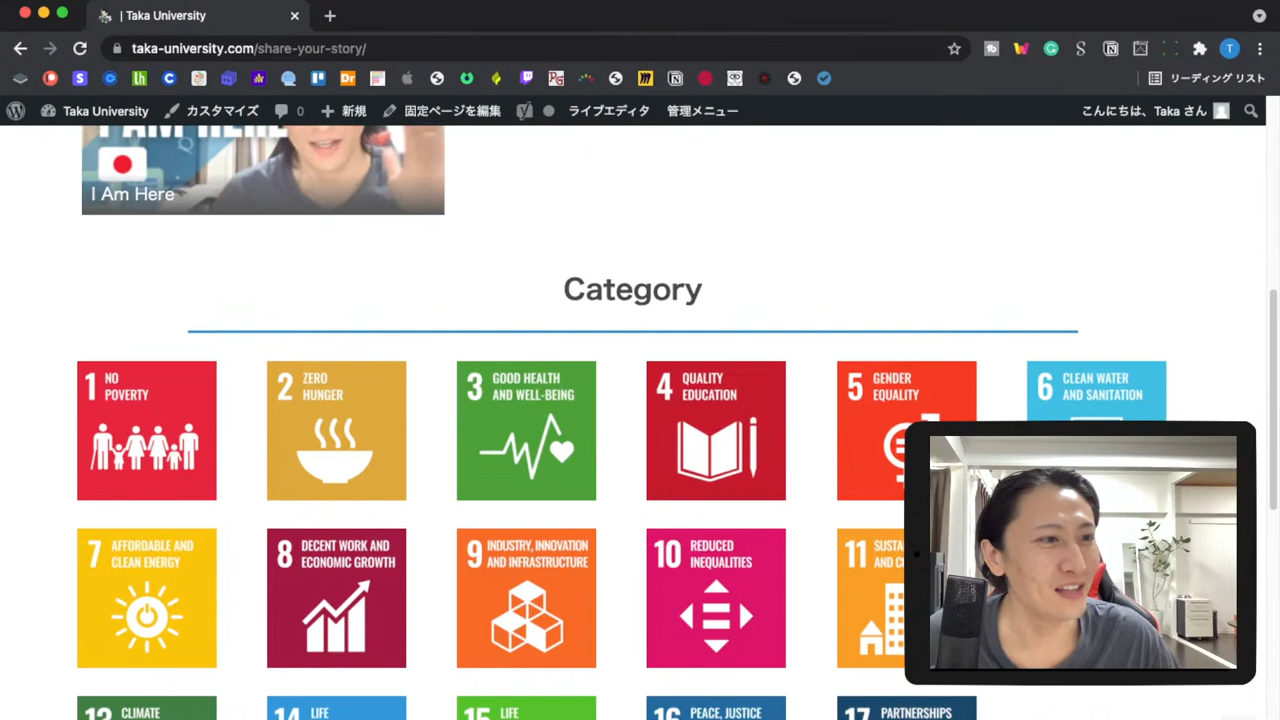 | Taka University
taka-university.com/share-your-story/
リーディング リスト
Taka University カスタマイズ 0 新規 固定ページを編集 ライブエディタ 管理メニュー こんにちは、Taka さん
I AM HERE
I Am Here
Category
1 NO
POVERTY
2 ZERO
HUNGER
3 GOOD HEALTH
AND WELL-BEING
4 QUALITY
EDUCATION
5 GENDER
EQUALITY
6 CLEAN WATER
AND SANITATION
7 AFFORDABLE AND
CLEAN ENERGY
8 DECENT WORK AND
ECONOMIC GROWTH
9 INDUSTRY, INNOVATION
AND INFRASTRUCTURE
10 REDUCED
INEQUALITIES
11
13 CLIMATE
14 LIFE
15 LIFE
16 PEACE, JUSTICE
17 PARTNERSHIPS